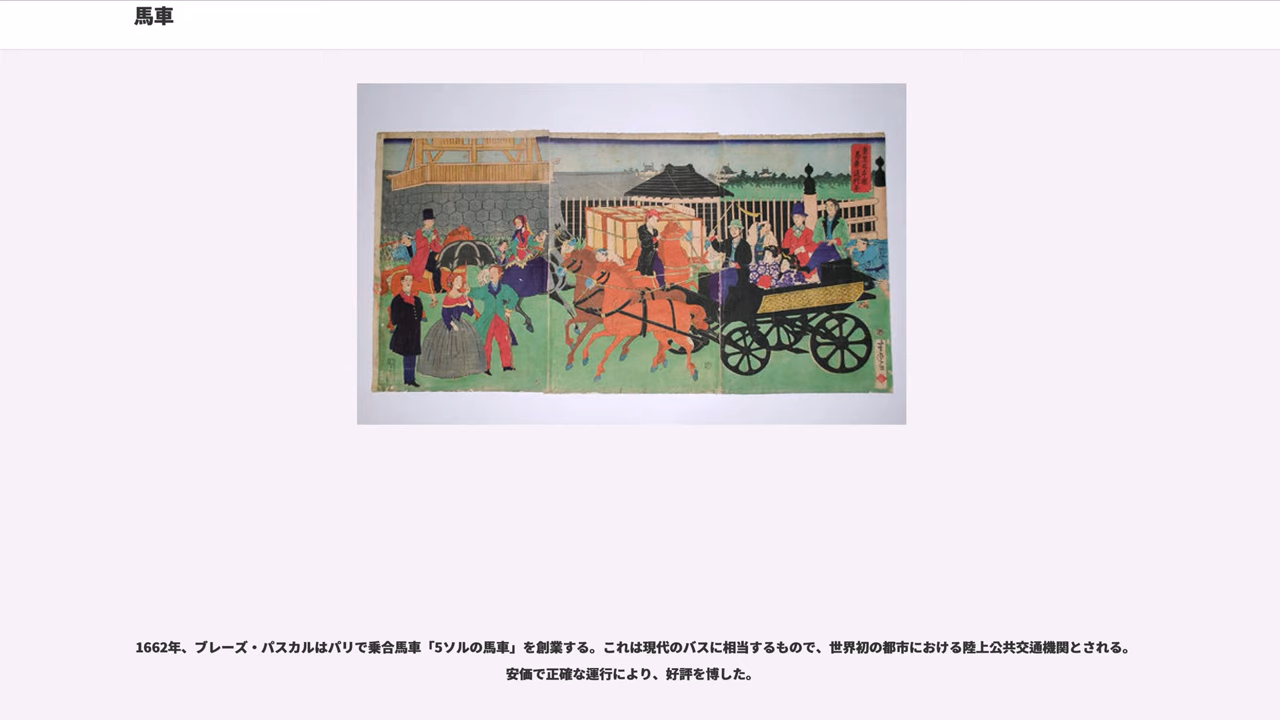 馬車
1662年、ブレーズ・パスカルはパリで乗合馬車「5ソルの馬車」を創業する。これは現代のバスに相当するもので、世界初の都市における陸上公共交通機関とされる。
安価で正確な運行により、好評を博した。